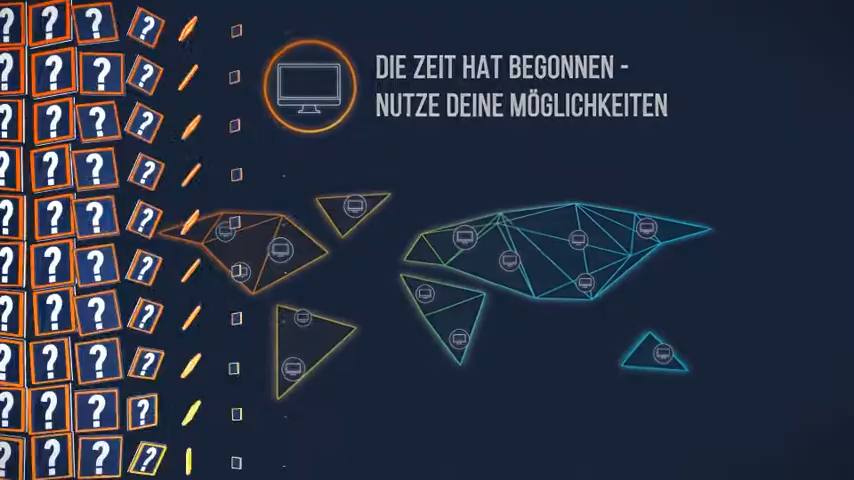 DIE ZEIT HAT BEGONNEN -
NUTZE DEINE MÖGLICHKEITEN